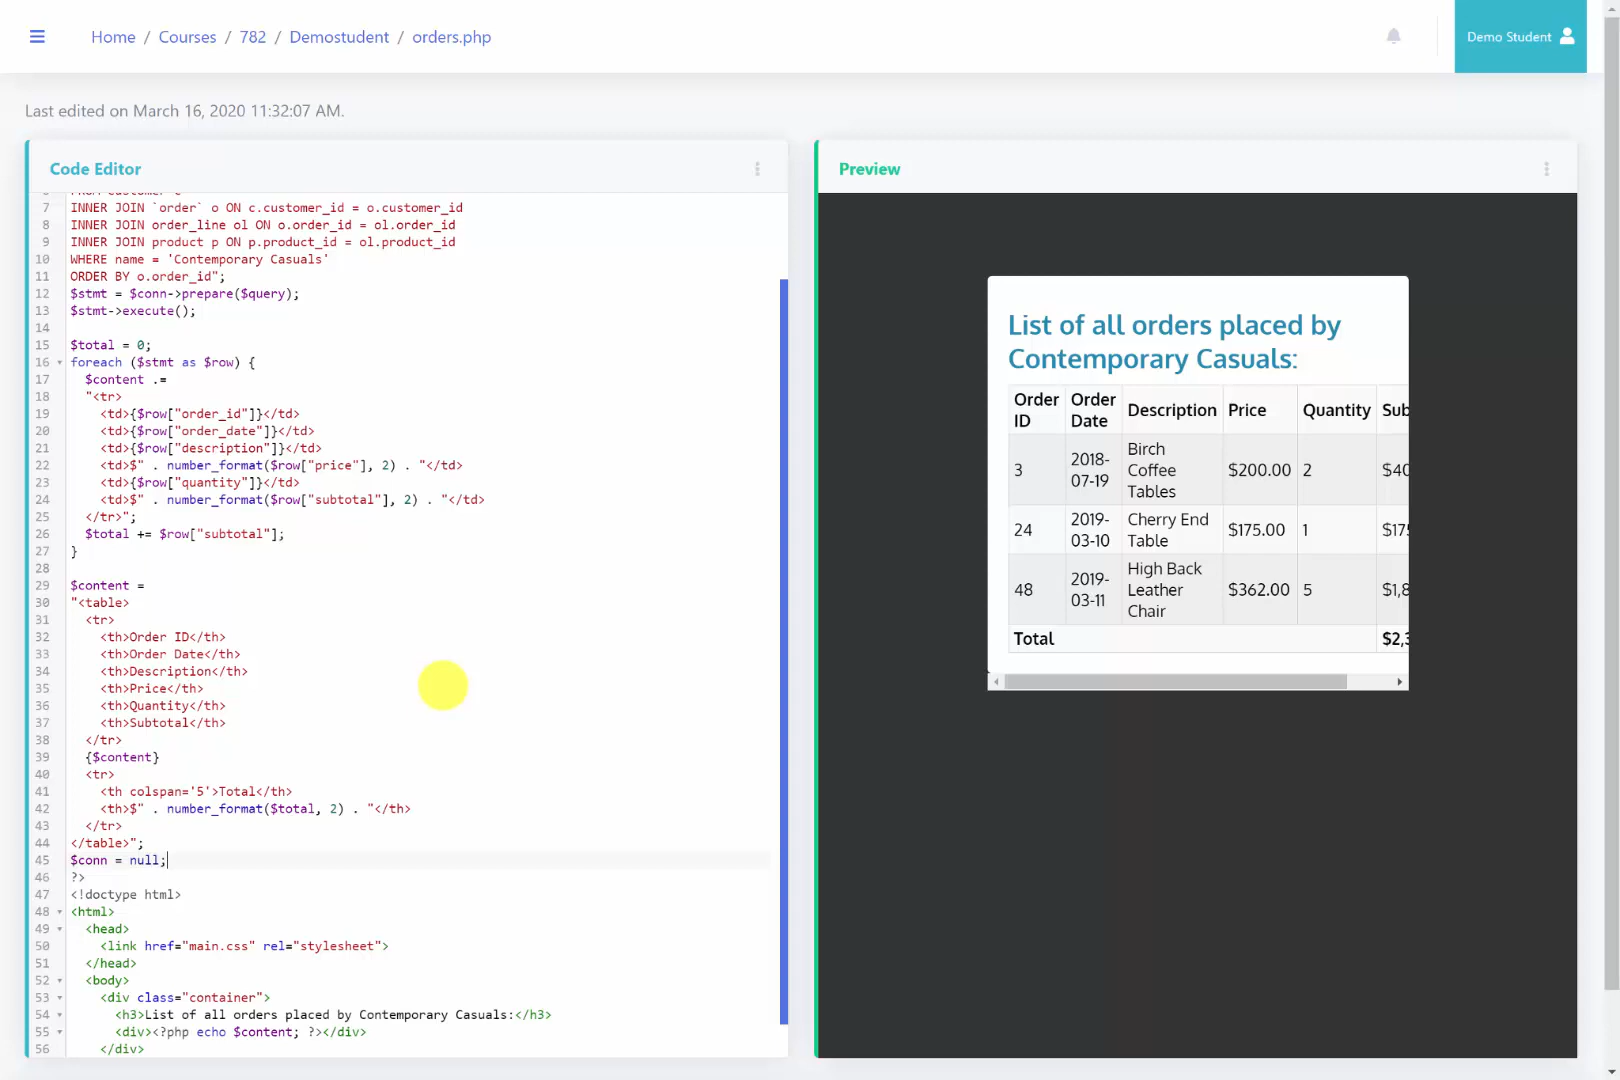 Home / Courses / 782 / Demostudent / orders.php
Demo Student
Last edited on March 16, 2020 11:32:07 AM.
Code Editor
7 INNER JOIN `order` o ON c.customer_id = o.customer_id
8 INNER JOIN order_line ol ON o.order_id = ol.order_id
9 INNER JOIN product p ON p.product_id = ol.product_id
10 WHERE name = 'Contemporary Casuals'
11 ORDER BY o.order_id";
12 $stmt = $conn->prepare($query);
13 $stmt->execute();
14
15 $total = 0;
16 foreach ($stmt as $row) {
17 $content .=
18 "<tr>
19 <td>{$row["order_id"]}</td>
20 <td>{$row["order_date"]}</td>
21 <td>{$row["description"]}</td>
22 <td>$" . number_format($row["price"], 2) . "</td>
23 <td>{$row["quantity"]}</td>
24 <td>$" . number_format($row["subtotal"], 2) . "</td>
25 </tr>";
26 $total += $row["subtotal"];
27 }
28
29 $content =
30 "<table>
31 <tr>
32 <th>Order ID</th>
33 <th>Order Date</th>
34 <th>Description</th>
35 <th>Price</th>
36 <th>Quantity</th>
37 <th>Subtotal</th>
38 </tr>
39 {$content}
40 <tr>
41 <th colspan='5'>Total</th>
42 <th>$" . number_format($total, 2) . "</th>
43 </tr>
44 </table>";
45 $conn = null;
46 ?>
47 <!doctype html>
48 <html>
49 <head>
50 <link href="main.css" rel="stylesheet">
51 </head>
52 <body>
53 <div class="container">
54 <h3>List of all orders placed by Contemporary Casuals:</h3>
55 <div><?php echo $content; ?></div>
56 </div>
Preview
List of all orders placed by
Contemporary Casuals:
Order ID Order Date Description Price Quantity Sub
3 2018-07-19 Birch Coffee Tables $200.00 2 $40
24 2019-03-10 Cherry End Table $175.00 1 $175
48 2019-03-11 High Back Leather Chair $362.00 5 $1,8
Total $2,3